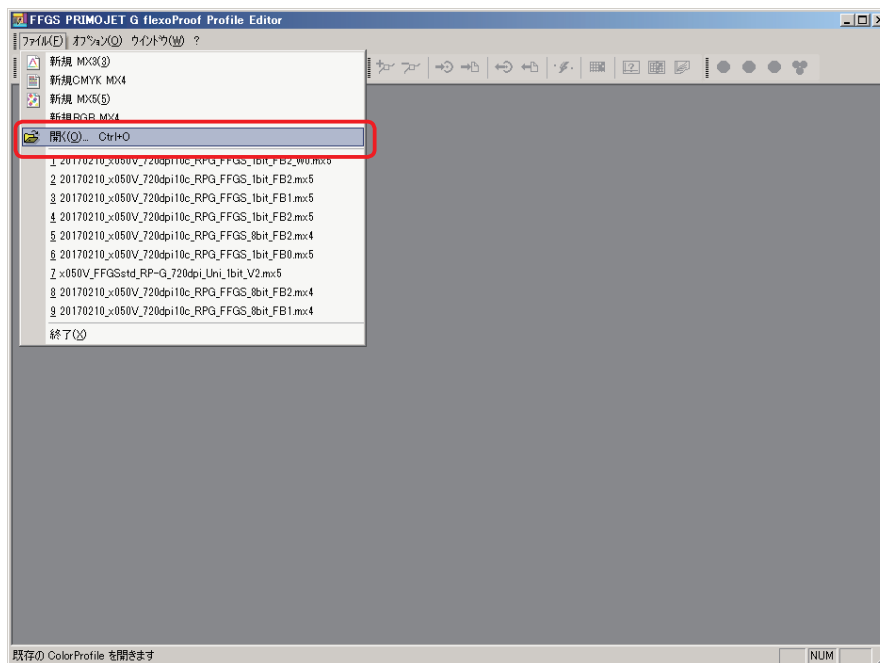 FFGS PRIMOJET G flexoProof Profile Editor
ファイル(F) オプション(O) ウインドウ(W) ?
新規 MX3(3)
新規CMYK MX4
新規 MX5(5)
新規RGB MX4
開く(O)... Ctrl+O
1 20170210_x050V_720dpi10c_RPG_FFGS_1bit_FB2_W0.mx5
2 20170210_x050V_720dpi10c_RPG_FFGS_1bit_FB2.mx5
3 20170210_x050V_720dpi10c_RPG_FFGS_1bit_FB1.mx5
4 20170210_x050V_720dpi10c_RPG_FFGS_1bit_FB2.mx5
5 20170210_x050V_720dpi10c_RPG_FFGS_8bit_FB2.mx4
6 20170210_x050V_720dpi10c_RPG_FFGS_1bit_FB0.mx5
7 x050V_FFGSstd_RP-G_720dpi_Uni_1bit_V2.mx5
8 20170210_x050V_720dpi10c_RPG_FFGS_8bit_FB2.mx4
9 20170210_x050V_720dpi10c_RPG_FFGS_8bit_FB1.mx4
終了(X)
既存の ColorProfile を開きます
NUM